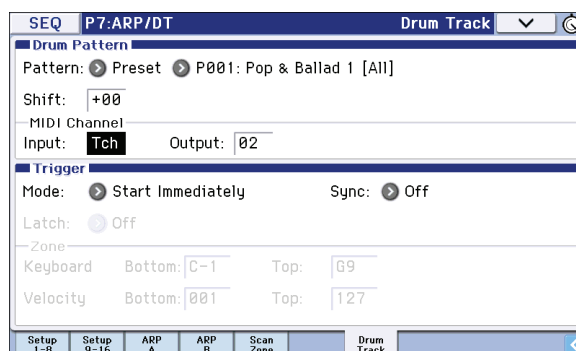 SEQ P7:ARP/DT Drum Track
Drum Pattern
Pattern: Preset P001: Pop & Ballad 1 [All]
Shift: +00
MIDI Channel
Input: Tch Output: 02
Trigger
Mode: Start Immediately Sync: Off
Latch: Off
Zone
Keyboard Bottom: C-1 Top: G9
Velocity Bottom: 001 Top: 127
Setup 1-8 Setup 9-16 ARP A ARP B Scan Zone Drum Track